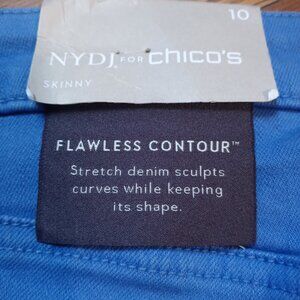 10
NYDJ FOR chico's
SKINNY
FLAWLESS CONTOUR™
Stretch denim sculpts
curves while keeping
its shape.